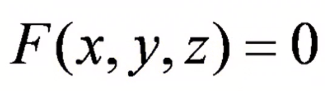 F(x, y, z) = 0